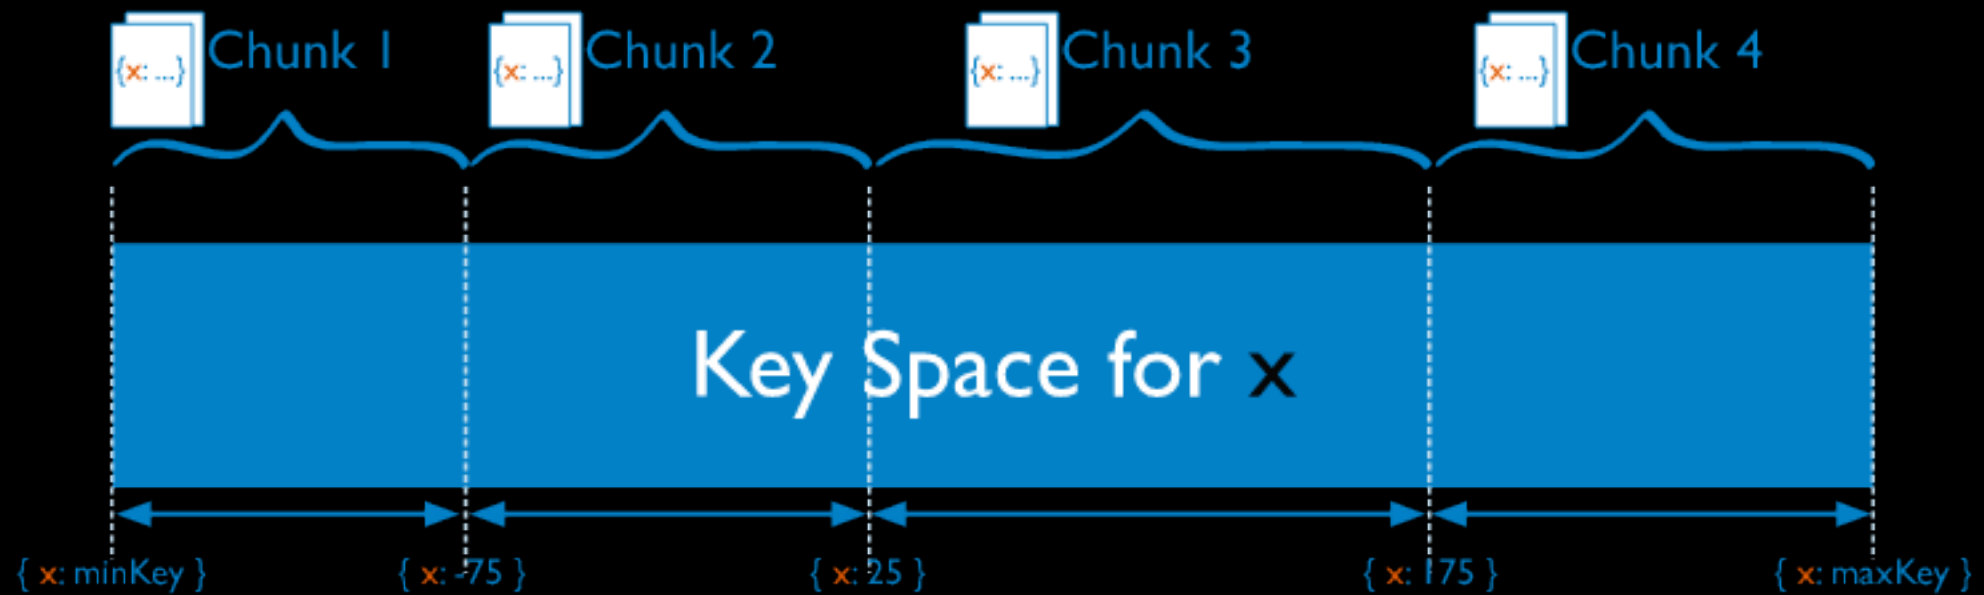 {x: ...} Chunk 1
{x: ...} Chunk 2
{x: ...} Chunk 3
{x: ...} Chunk 4
Key Space for x
{ x: minKey }
{ x: -75 }
{ x: 25 }
{ x: 175 }
{ x: maxKey }